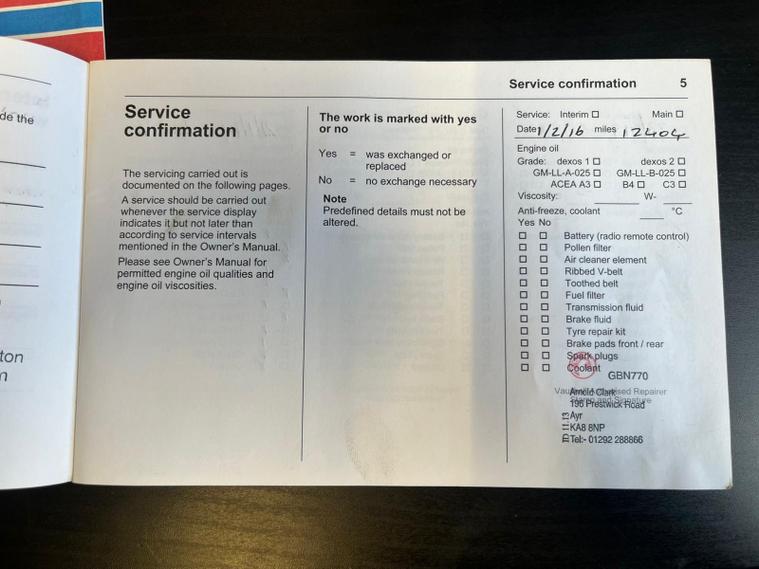 de the
ton
Service confirmation 5
Service
confirmation
The servicing carried out is
documented on the following pages.
A service should be carried out
whenever the service display
indicates it but not later than
according to service intervals
mentioned in the Owner's Manual.
Please see Owner's Manual for
permitted engine oil qualities and
engine oil viscosities.
The work is marked with yes
or no
Yes = was exchanged or
replaced
No = no exchange necessary
Note
Predefined details must not be
altered.
Service: Interim ☐ Main ☐
Date 1/2/16 miles 12404
Engine oil
Grade: dexos 1 ☐ dexos 2 ☐
GM-LL-A-025 ☐ GM-LL-B-025 ☐
ACEA A3 ☐ B4 ☐ C3 ☐
Viscosity: W-
Anti-freeze, coolant °C
Yes No
☐ ☐ Battery (radio remote control)
☐ ☐ Pollen filter
☐ ☐ Air cleaner element
☐ ☐ Ribbed V-belt
☐ ☐ Toothed belt
☐ ☐ Fuel filter
☐ ☐ Transmission fluid
☐ ☐ Brake fluid
☐ ☐ Tyre repair kit
☐ ☐ Brake pads front / rear
☐ ☐ Spark plugs
☐ ☐ Coolant
GBN770
Vauxhall Authorised Repairer
Arnold Clark
Stamp and Signature
196 Prestwick Road
Ayr
KA8 8NP
Tel:- 01292 288866